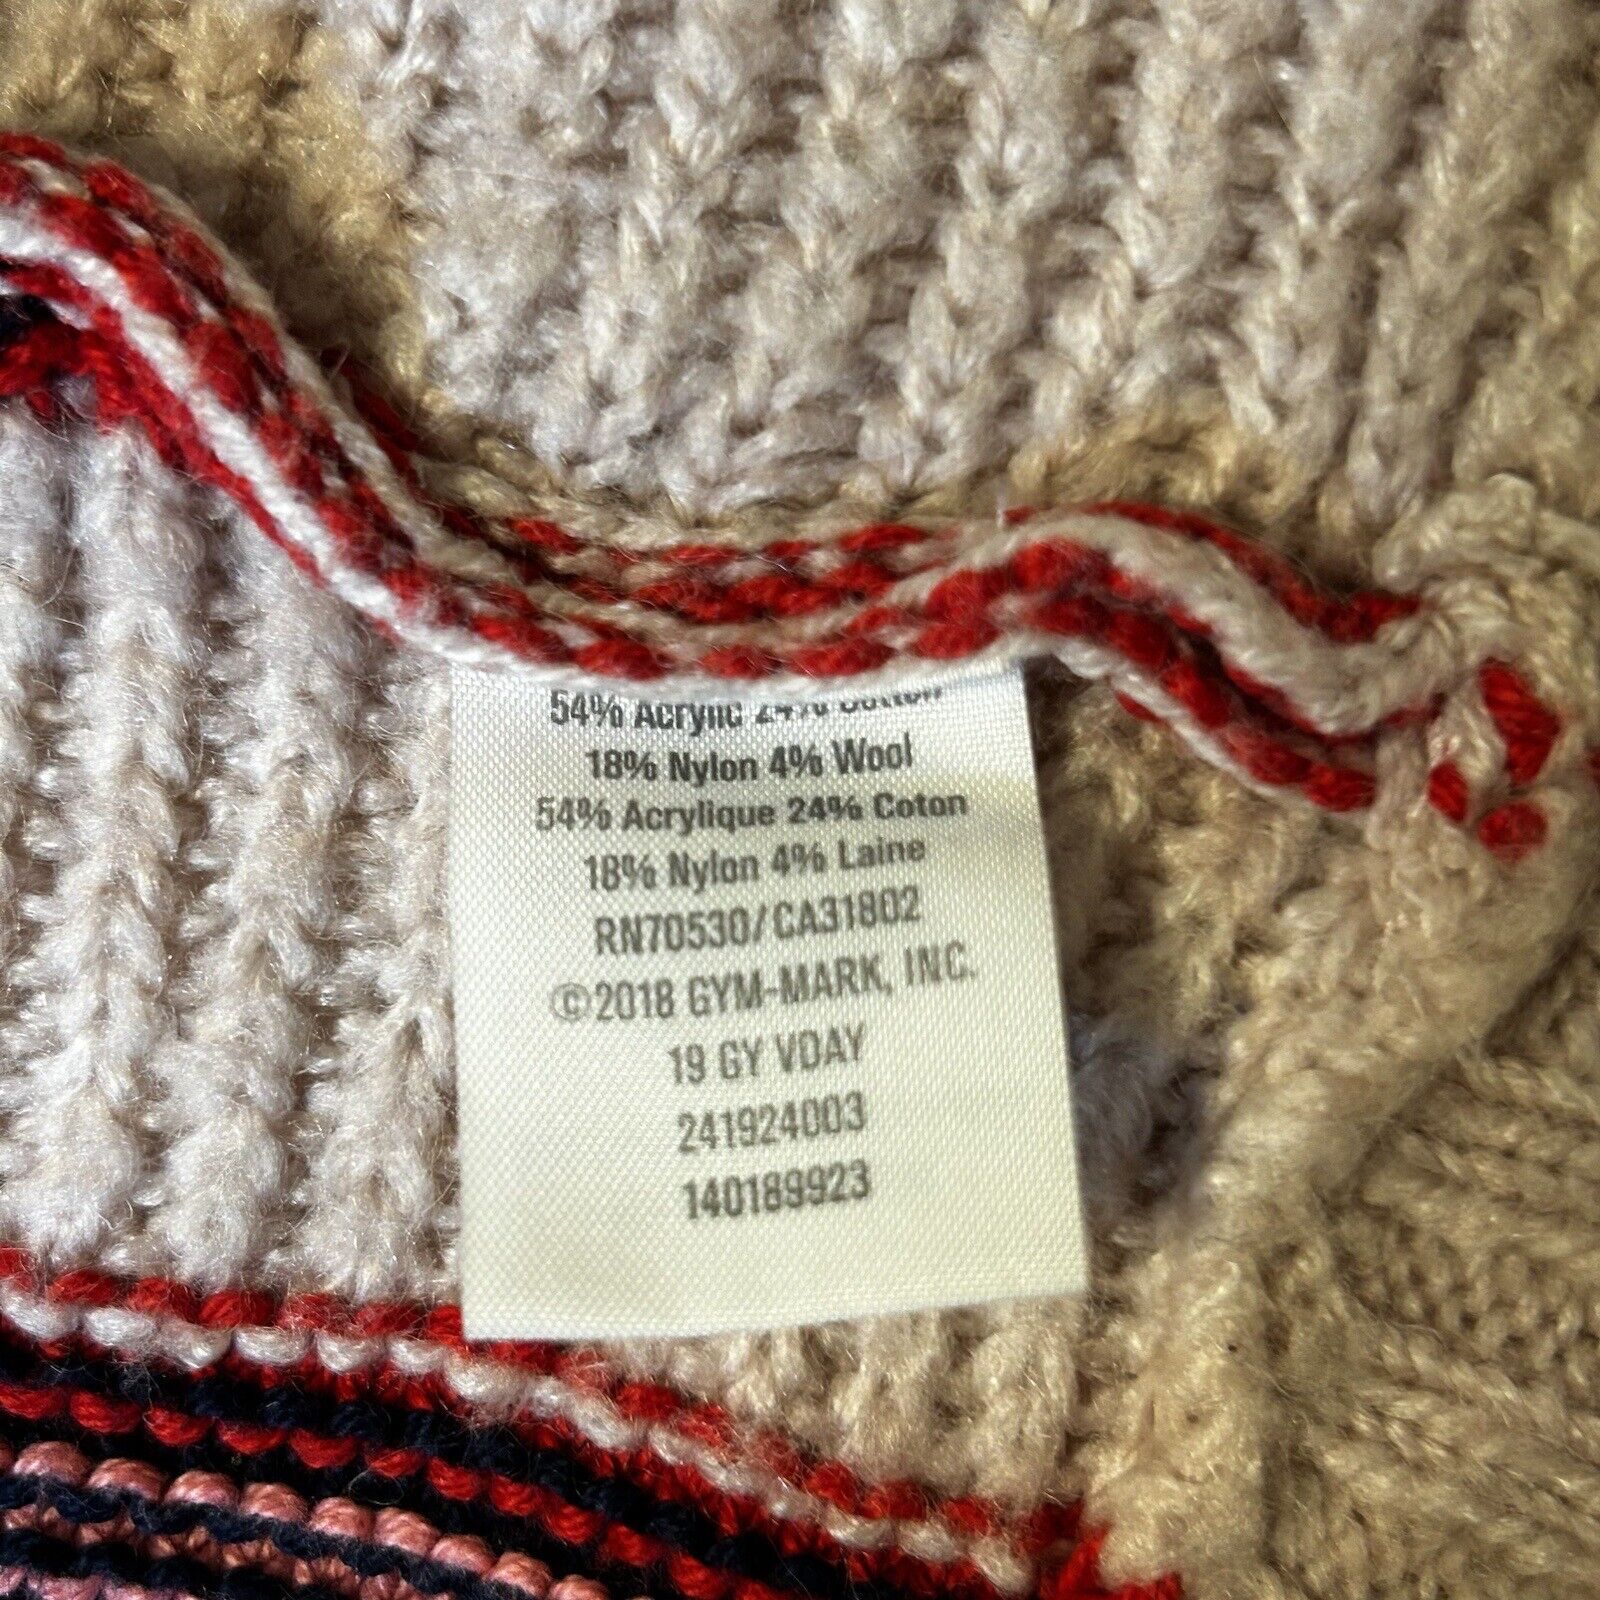 54% Acrylic 24% Cotton
18% Nylon 4% Wool
54% Acrylique 24% Coton
18% Nylon 4% Laine
RN70530/CA31802
©2018 GYM-MARK, INC.
19 GY VDAY
241924003
140189923